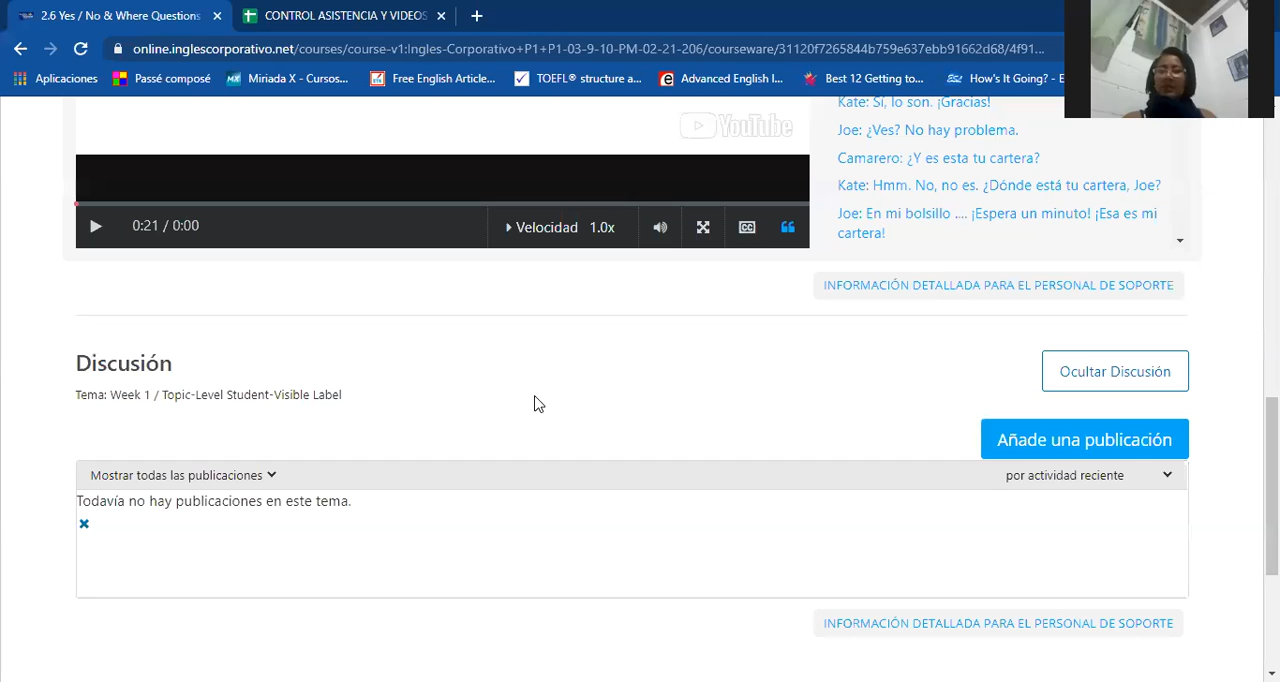 2.6 Yes / No & Where Questions
CONTROL ASISTENCIA Y VIDEOS
online.inglescorporativo.net/courses/course-v1:Ingles-Corporativo+P1+P1-03-9-10-PM-02-21-206/courseware/31120f7265844b759e637ebb91662d68/4f91...
Aplicaciones
Passé composé
Miriada X - Cursos...
Free English Article...
TOEFL® structure a...
Advanced English l...
Best 12 Getting to...
How's It Going? - E
YouTube
Kate: Sí, lo son. ¡Gracias!
Joe: ¿Ves? No hay problema.
Camarero: ¿Y es esta tu cartera?
Kate: Hmm. No, no es. ¿Dónde está tu cartera, Joe?
Joe: En mi bolsillo .... ¡Espera un minuto! ¡Esa es mi
cartera!
0:21 / 0:00
Velocidad 1.0x
CC
INFORMACIÓN DETALLADA PARA EL PERSONAL DE SOPORTE
Discusión
Ocultar Discusión
Tema: Week 1 / Topic-Level Student-Visible Label
Añade una publicación
Mostrar todas las publicaciones
por actividad reciente
Todavía no hay publicaciones en este tema.
INFORMACIÓN DETALLADA PARA EL PERSONAL DE SOPORTE